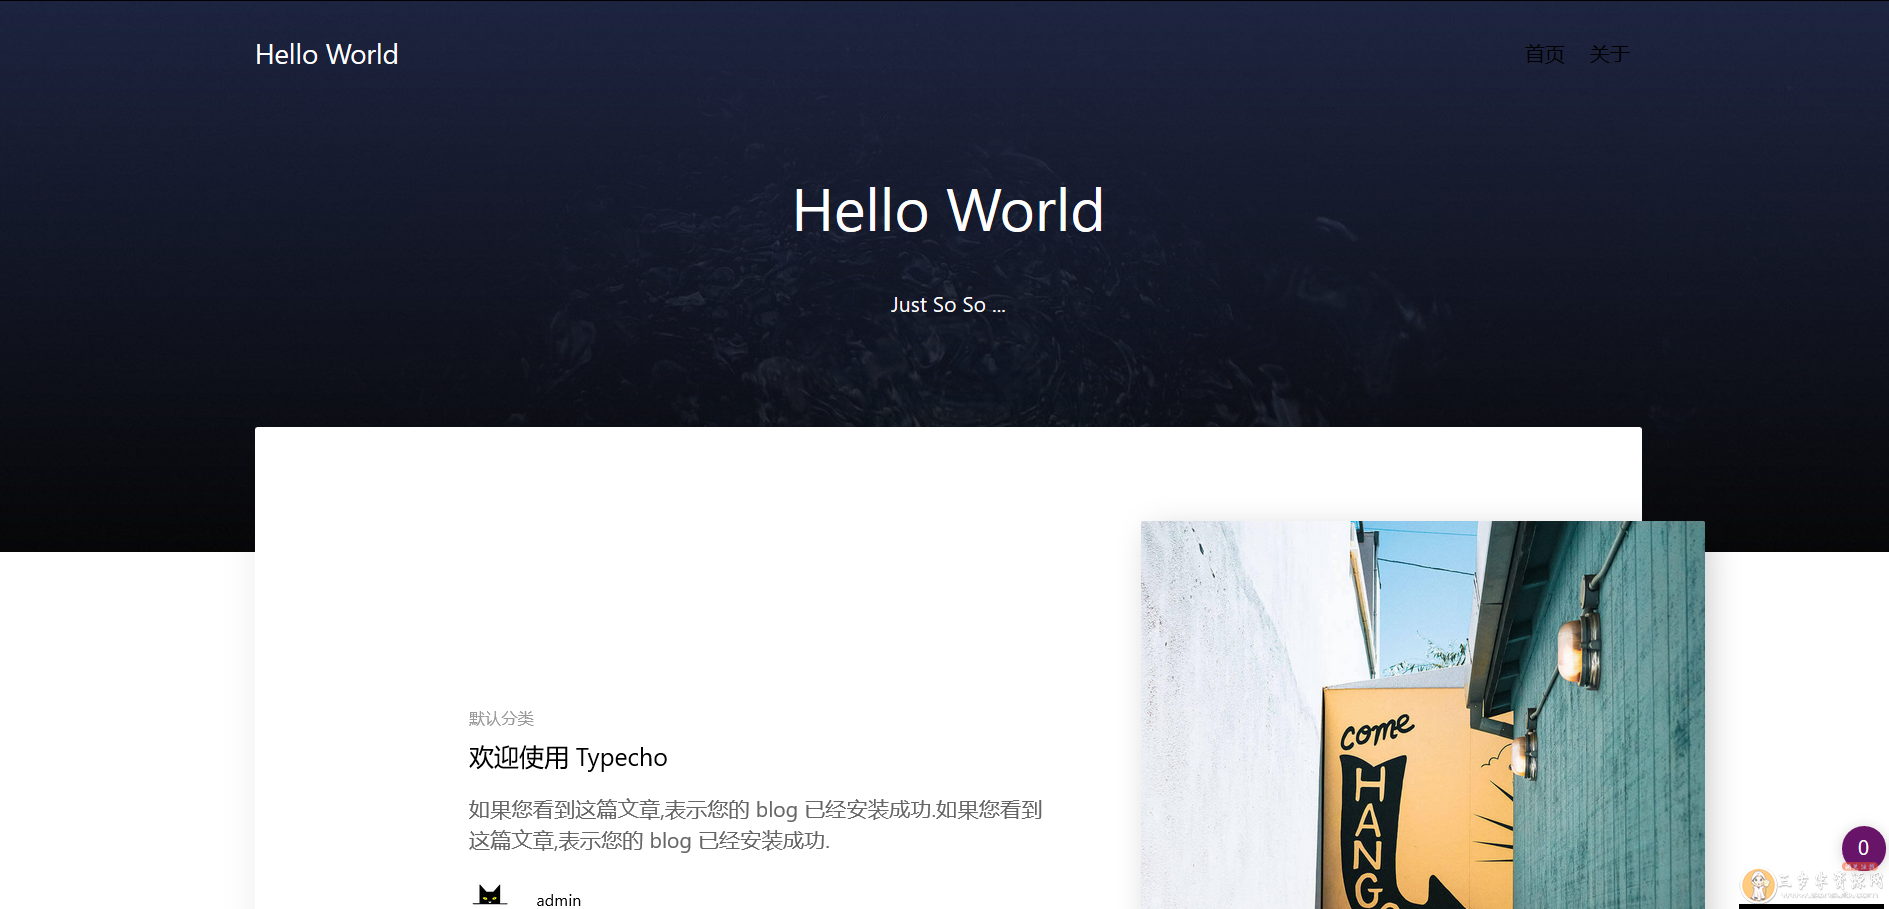 Hello World
首页 关于
Hello World
Just So So ...
默认分类
欢迎使用 Typecho
如果您看到这篇文章,表示您的 blog 已经安装成功.如果您看到
这篇文章,表示您的 blog 已经安装成功.
admin
come
HANG
0